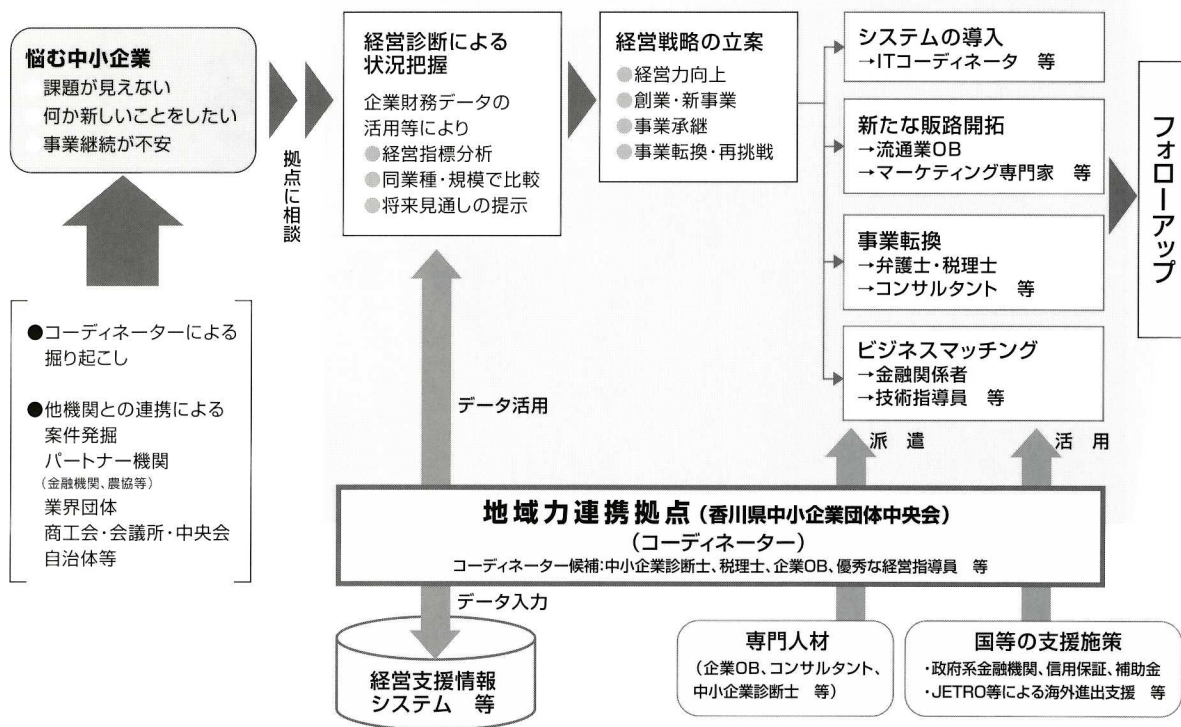 悩む中小企業
課題が見えない
何か新しいことをしたい
事業継続が不安
拠点に相談
経営診断による
状況把握
企業財務データの
活用等により
●経営指標分析
●同業種・規模で比較
●将来見通しの提示
経営戦略の立案
●経営力向上
●創業・新事業
●事業承継
●事業転換・再挑戦
システムの導入
→ITコーディネータ 等
新たな販路開拓
→流通業OB
→マーケティング専門家 等
事業転換
→弁護士・税理士
→コンサルタント 等
ビジネスマッチング
→金融関係者
→技術指導員 等
フォローアップ
●コーディネーターによる
掘り起こし
●他機関との連携による
案件発掘
パートナー機関
(金融機関、農協等)
業界団体
商工会・会議所・中央会
自治体等
データ活用
派 遣
活 用
地域力連携拠点(香川県中小企業団体中央会)
(コーディネーター)
コーディネーター候補:中小企業診断士、税理士、企業OB、優秀な経営指導員 等
データ入力
経営支援情報
システム 等
専門人材
(企業OB、コンサルタント、
中小企業診断士 等)
国等の支援施策
・政府系金融機関、信用保証、補助金
・JETRO等による海外進出支援 等